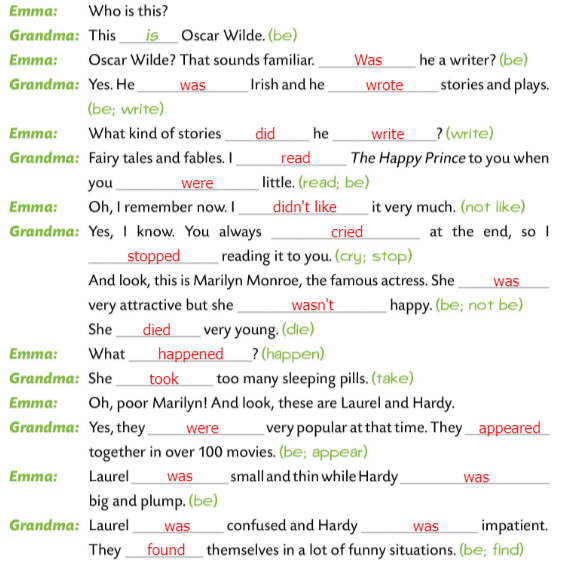 Emma: Who is this?
Grandma: This is Oscar Wilde. (be)
Emma: Oscar Wilde? That sounds familiar. Was he a writer? (be)
Grandma: Yes. He was Irish and he wrote stories and plays.
(be; write)
Emma: What kind of stories did he write? (write)
Grandma: Fairy tales and fables. I read The Happy Prince to you when
you were little. (read; be)
Emma: Oh, I remember now. I didn't like it very much. (not like)
Grandma: Yes, I know. You always cried at the end, so I
stopped reading it to you. (cry; stop)
And look, this is Marilyn Monroe, the famous actress. She was
very attractive but she wasn't happy. (be; not be)
She died very young. (die)
Emma: What happened? (happen)
Grandma: She took too many sleeping pills. (take)
Emma: Oh, poor Marilyn! And look, these are Laurel and Hardy.
Grandma: Yes, they were very popular at that time. They appeared
together in over 100 movies. (be; appear)
Emma: Laurel was small and thin while Hardy was
big and plump. (be)
Grandma: Laurel was confused and Hardy was impatient.
They found themselves in a lot of funny situations. (be; find)